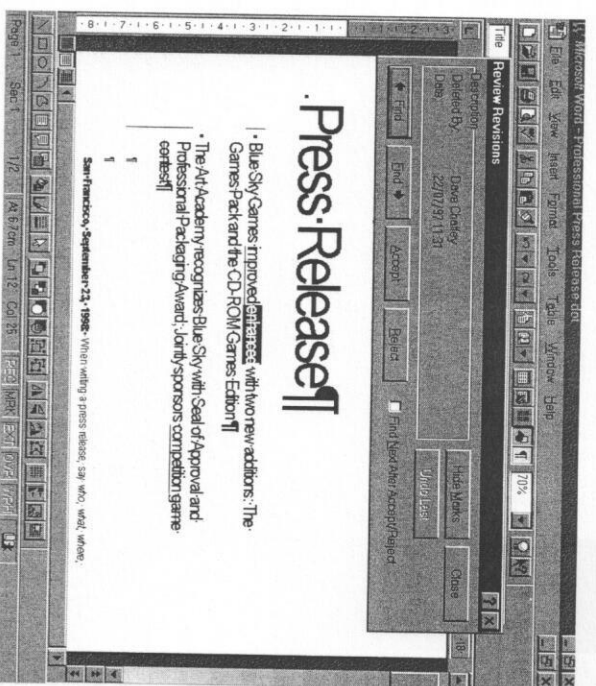 Microsoft Word - Professional Press Release.dot
File Edit View Insert Format Tools Table Window Help
70%
Title
Review Revisions
Description
Deleted By: Dave Chatley
Date: 22/07/97 11:31
Hide Marks
Close
Undo Last
Find
Find
Accept
Reject
Find Next After Accept/Reject
Press·Release¶
Blue·Sky·Games·improved enhanced·with·two·new·additions:·The·
Games·Pack·and·the·CD-ROM·Games·Edition¶
The·Art·Academy·recognizes·Blue·Sky·with·Seal·of·Approval·and·
Professional·Packaging·Award;·Jointly·sponsors·competition game·
contest¶
¶
¶
San·Francisco,·September·23,·1998:·When writing a press release, say who, what, where,
Page 1 Sec 1 1/2 At 6.7cm Ln 12 Col 25 REC MRK EXT OVR WPH